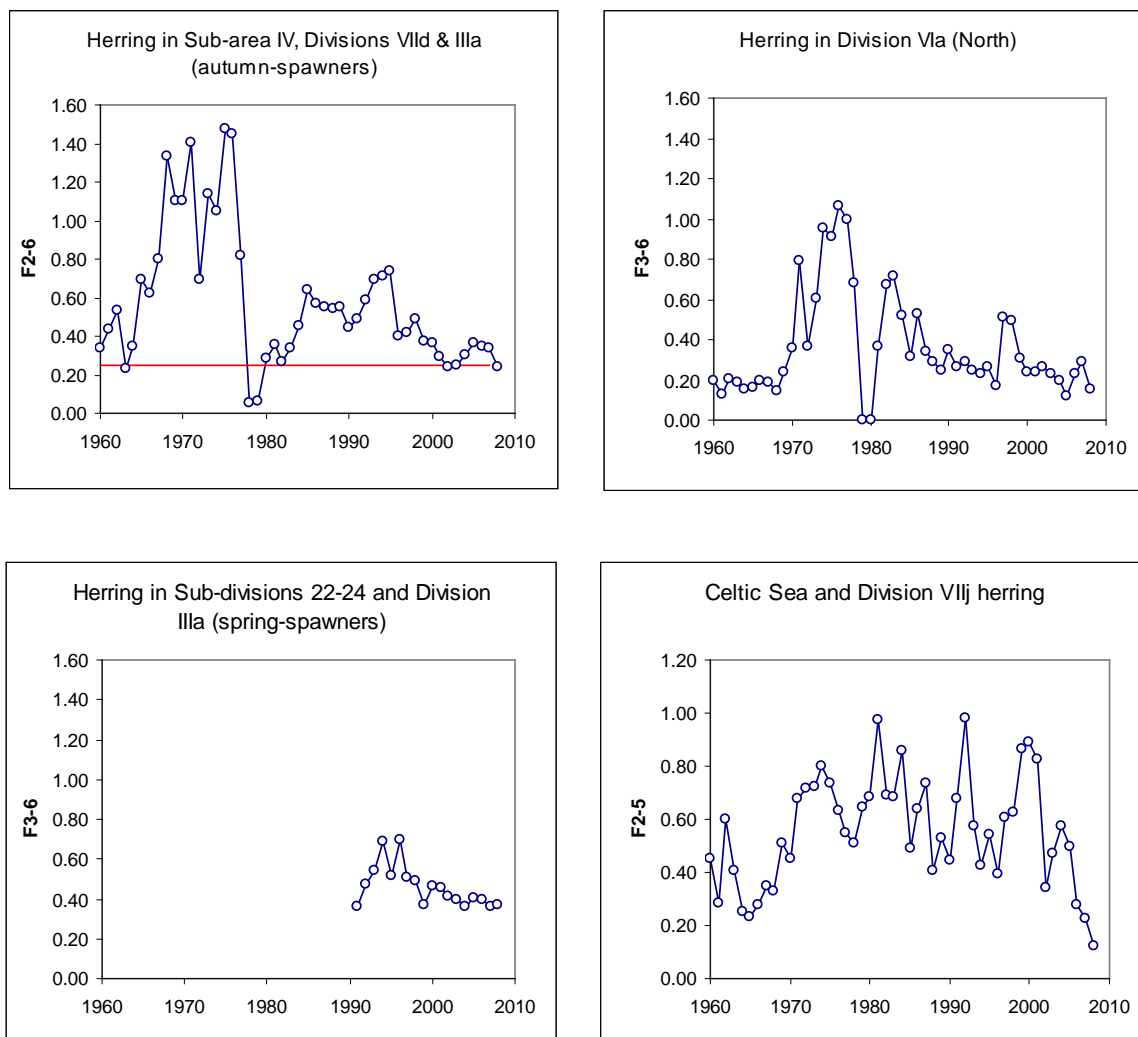 Herring in Sub-area IV, Divisions VIId & IIIa
(autumn-spawners)
1.60
1.40
1.20
1.00
0.80
0.60
0.40
0.20
0.00
F2-6
1960 1970 1980 1990 2000 2010
Herring in Division VIa (North)
1.60
1.40
1.20
1.00
0.80
0.60
0.40
0.20
0.00
F3-6
1960 1970 1980 1990 2000 2010
Herring in Sub-divisions 22-24 and Division
IIIa (spring-spawners)
1.60
1.40
1.20
1.00
0.80
0.60
0.40
0.20
0.00
F3-6
1960 1970 1980 1990 2000 2010
Celtic Sea and Division VIIj herring
1.20
1.00
0.80
0.60
0.40
0.20
0.00
F2-5
1960 1970 1980 1990 2000 2010